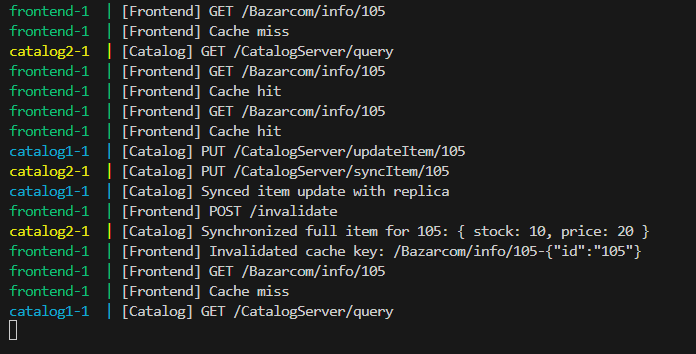 frontend-1  | [Frontend] GET /Bazarcom/info/105
frontend-1  | [Frontend] Cache miss
catalog2-1  | [Catalog] GET /CatalogServer/query
frontend-1  | [Frontend] GET /Bazarcom/info/105
frontend-1  | [Frontend] Cache hit
frontend-1  | [Frontend] GET /Bazarcom/info/105
frontend-1  | [Frontend] Cache hit
catalog1-1  | [Catalog] PUT /CatalogServer/updateItem/105
catalog2-1  | [Catalog] PUT /CatalogServer/syncItem/105
catalog1-1  | [Catalog] Synced item update with replica
frontend-1  | [Frontend] POST /invalidate
catalog2-1  | [Catalog] Synchronized full item for 105: { stock: 10, price: 20 }
frontend-1  | [Frontend] Invalidated cache key: /Bazarcom/info/105-{"id":"105"}
frontend-1  | [Frontend] GET /Bazarcom/info/105
frontend-1  | [Frontend] Cache miss
catalog1-1  | [Catalog] GET /CatalogServer/query